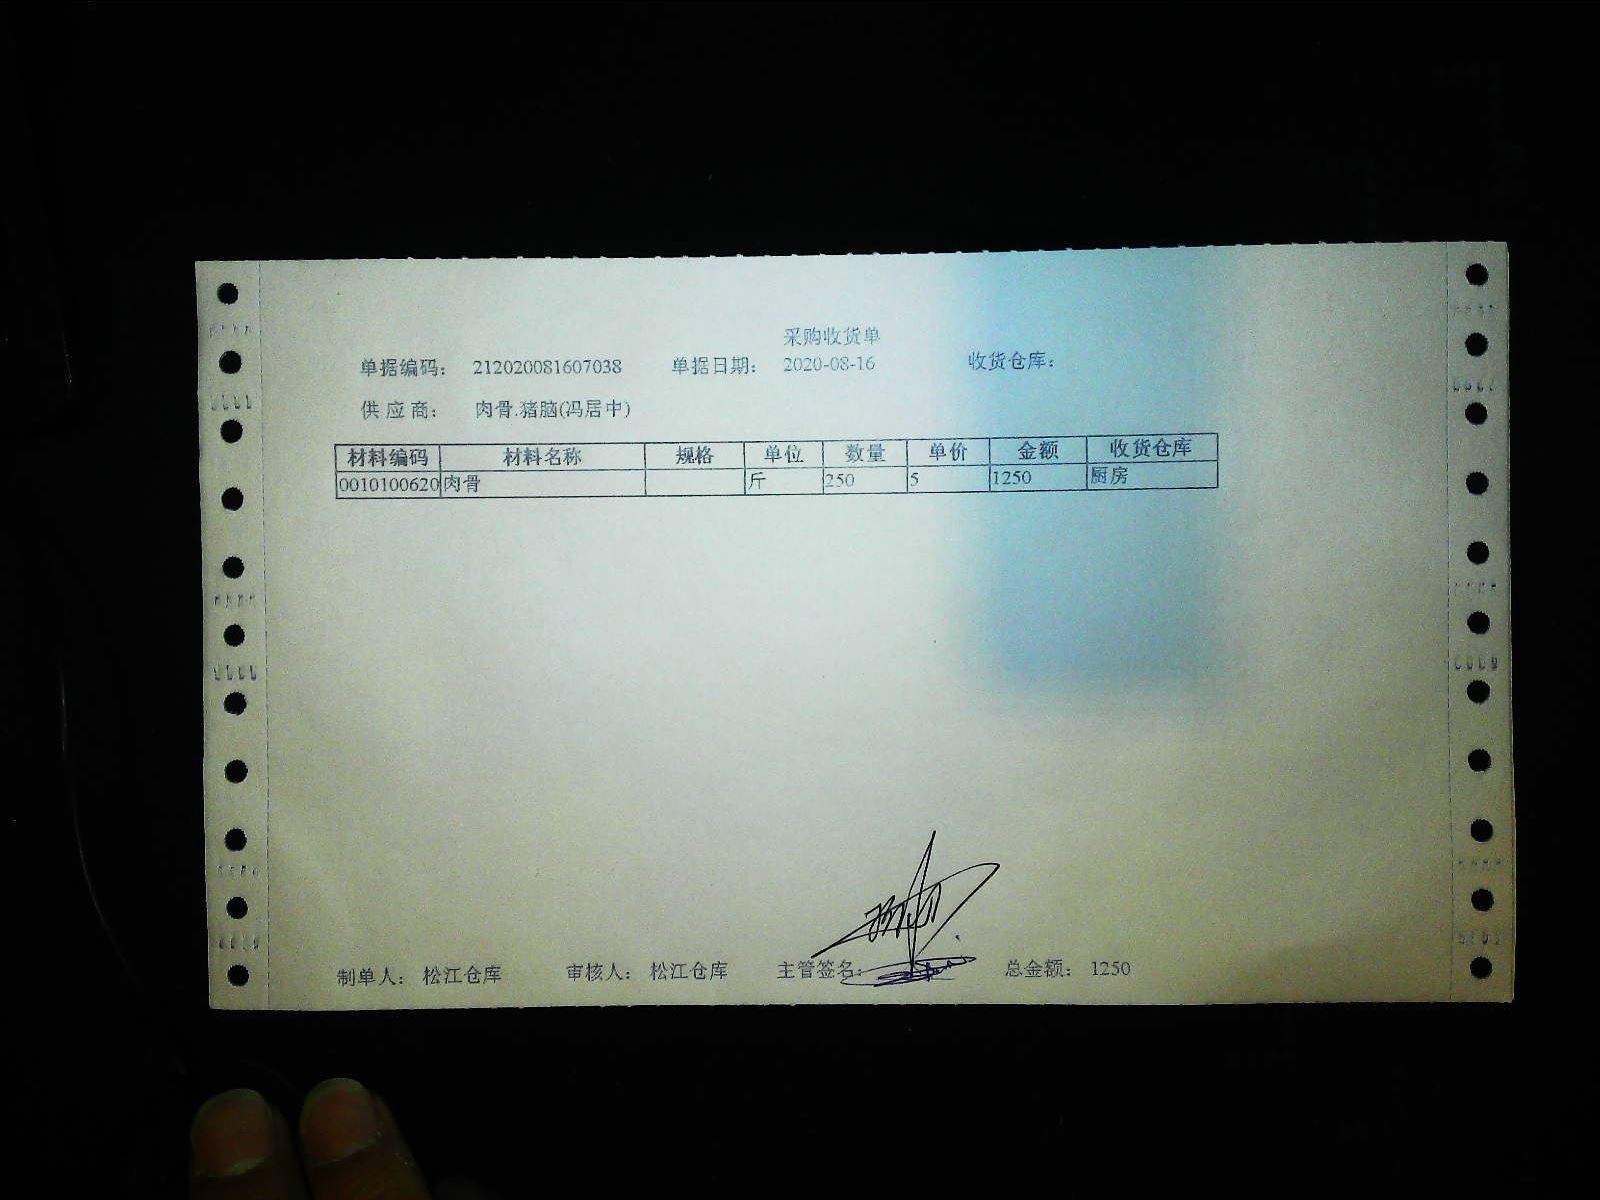 采购收货单
单据编码: 212020081607038 单据日期: 2020-08-16 收货仓库:
供应商: 肉骨.猪脑(冯居中)
材料编码 材料名称 规格 单位 数量 单价 金额 收货仓库
0010100620 肉骨 斤 250 5 1250 厨房
制单人: 松江仓库 审核人: 松江仓库 主管签名: 总金额: 1250